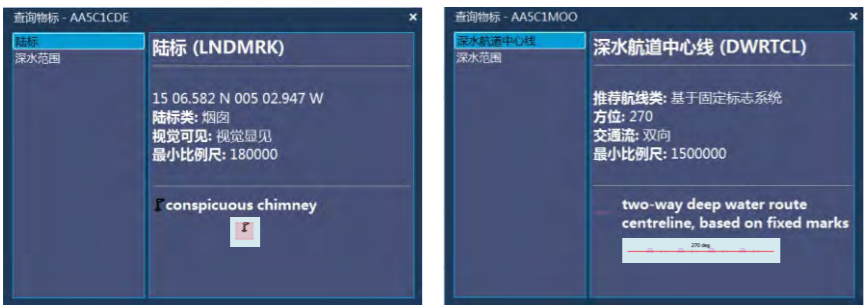 查询物标 - AA5C1CDE ×
陆标
深水范围
陆标 (LNDMRK)
15 06.582 N 005 02.947 W
陆标类: 烟囱
视觉可见: 视觉显见
最小比例尺: 180000
conspicuous chimney
查询物标 - AA5C1MOO ×
深水航道中心线
深水范围
深水航道中心线 (DWRTCL)
推荐航线类: 基于固定标志系统
方位: 270
交通流: 双向
最小比例尺: 1500000
two-way deep water route
centreline, based on fixed marks
270 deg